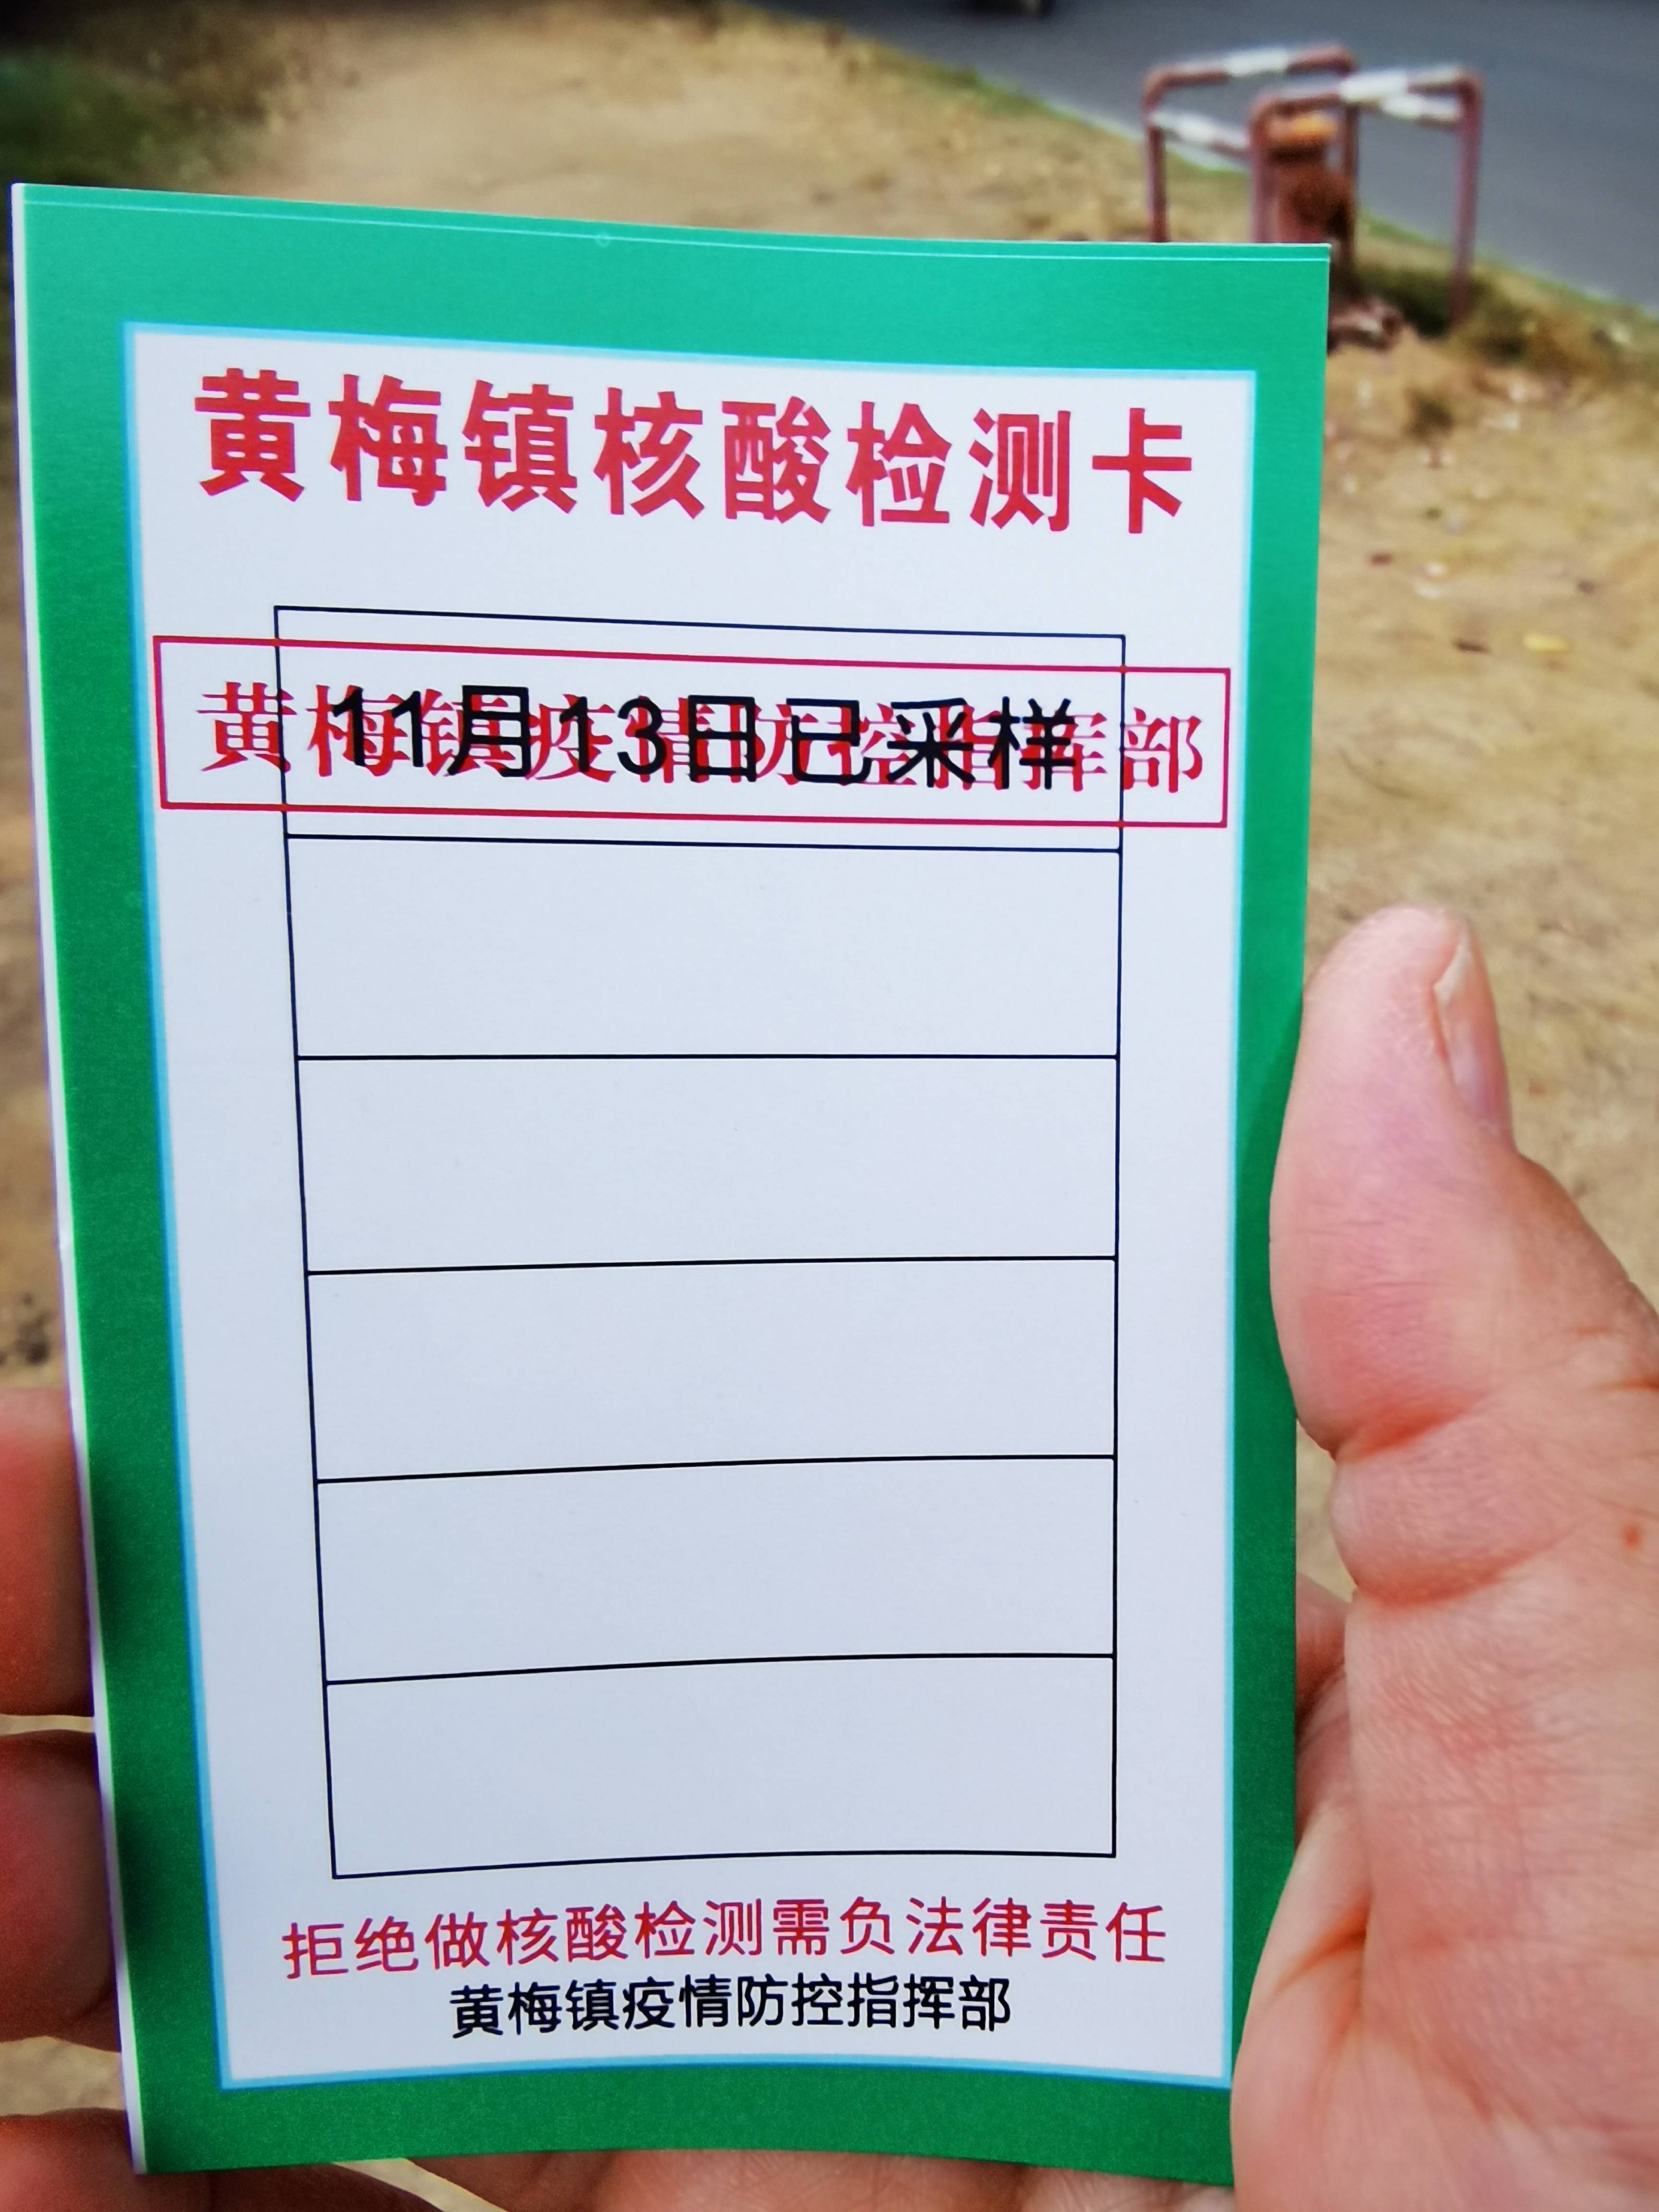 黄梅镇核酸检测卡
黄梅镇疫情防控指挥部
11月13日已采样
拒绝做核酸检测需负法律责任
黄梅镇疫情防控指挥部